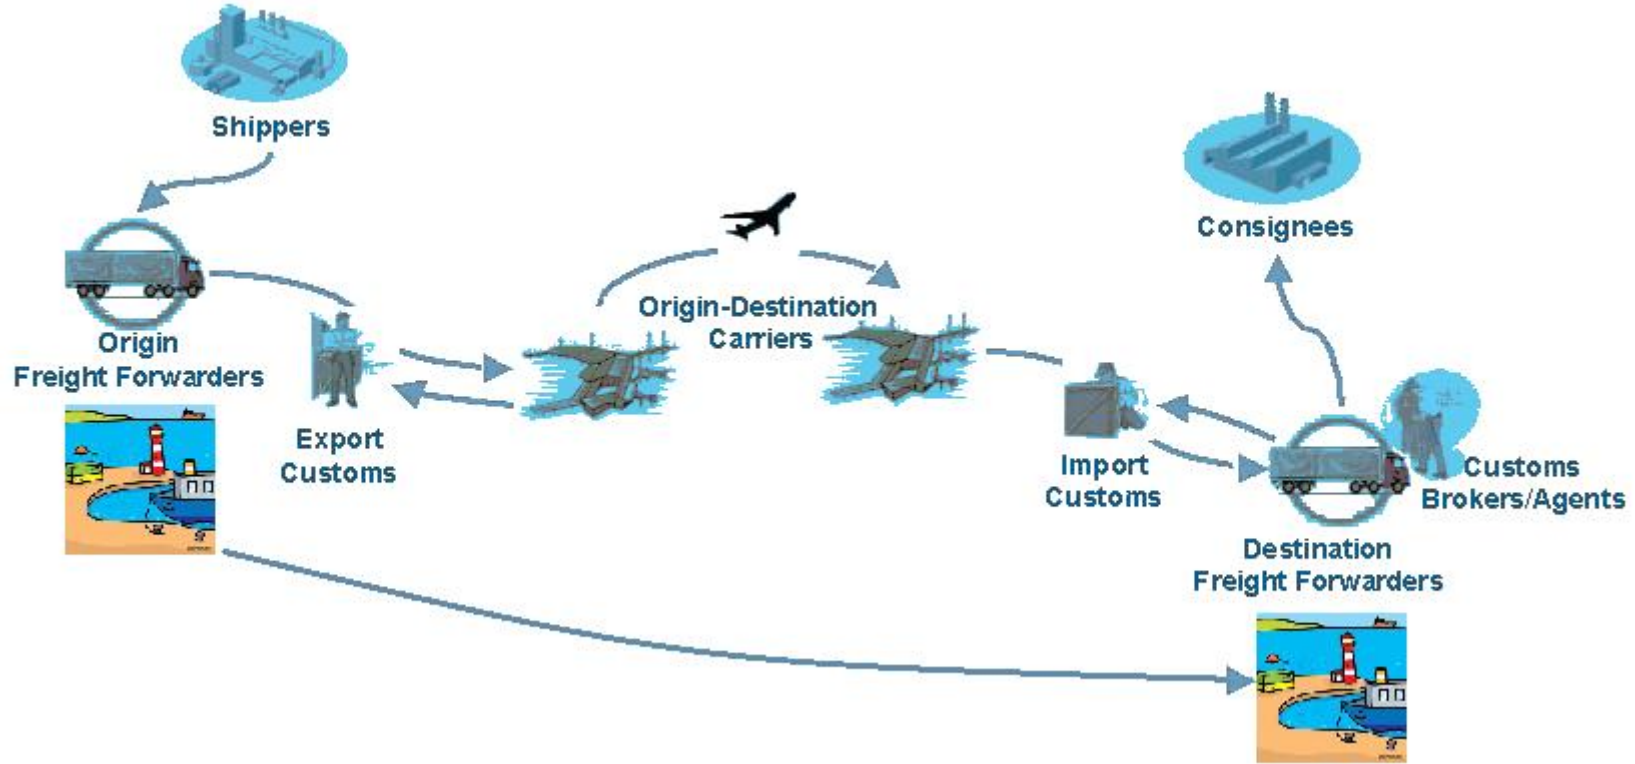 Shippers
Consignees
Origin-Destination
Carriers
Origin
Freight Forwarders
Export
Customs
Import
Customs
Customs
Brokers/Agents
Destination
Freight Forwarders